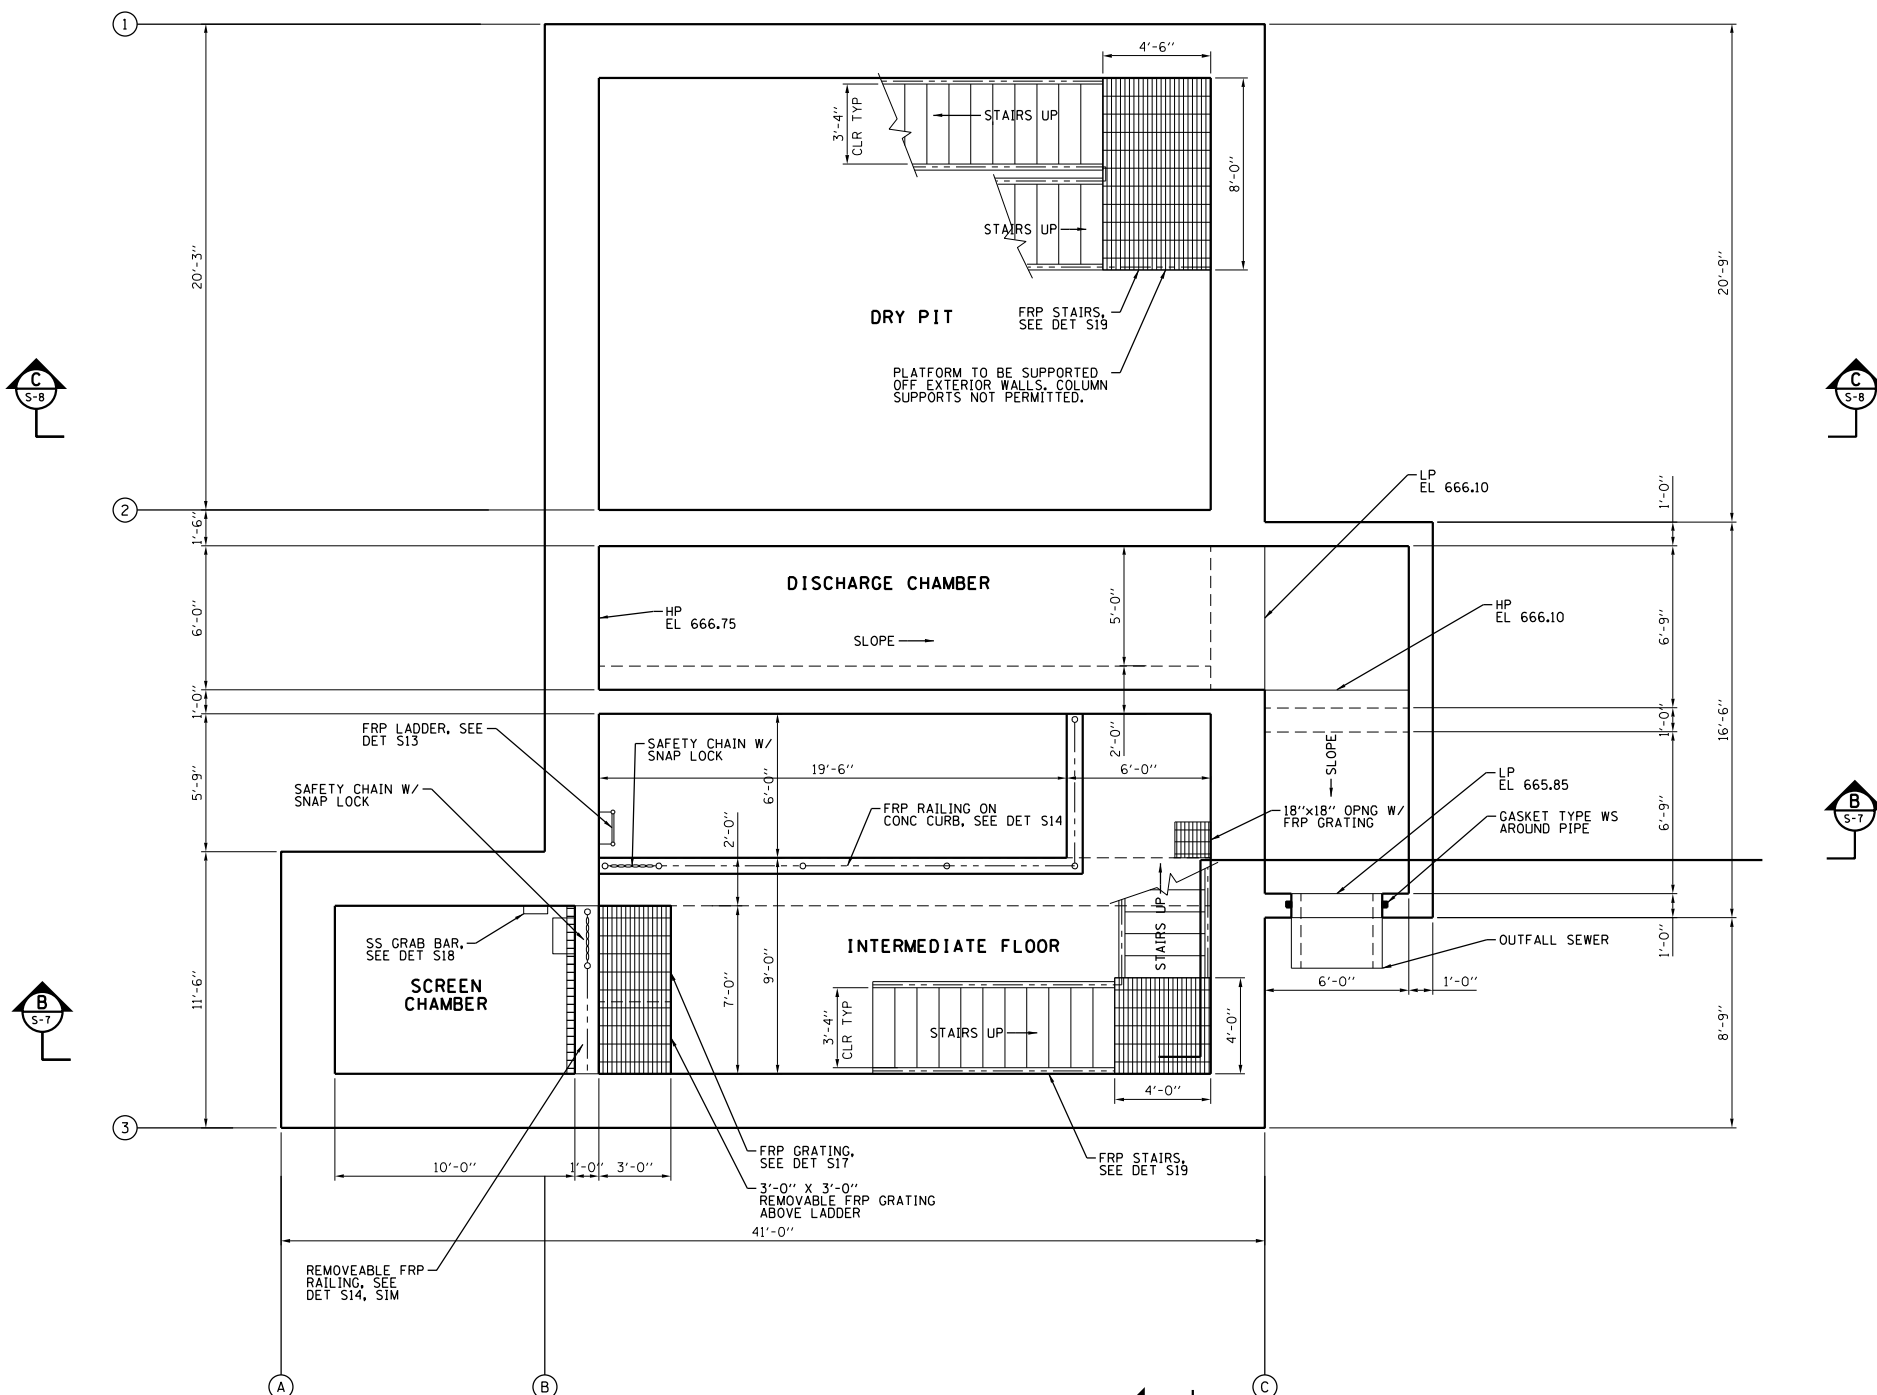 1
4'-6"
3'-4"
CLR TYP
STAIRS UP
8'-0"
STAIRS UP
20'-3"
20'-9"
DRY PIT
FRP STAIRS,
SEE DET S19
PLATFORM TO BE SUPPORTED
OFF EXTERIOR WALLS. COLUMN
SUPPORTS NOT PERMITTED.
C
S-8
C
S-8
LP
EL 666.10
1'-0"
2
1'-6"
DISCHARGE CHAMBER
HP
EL 666.75
SLOPE
5'-0"
6'-0"
HP
EL 666.10
6'-9"
1'-0"
FRP LADDER, SEE
DET S13
SAFETY CHAIN W/
SNAP LOCK
2'-0"
1'-0"
16'-6"
SLOPE
19'-6"
6'-0"
6'-0"
5'-9"
SAFETY CHAIN W/
SNAP LOCK
LP
EL 665.85
FRP RAILING ON
CONC CURB, SEE DET S14
18"x18" OPNG W/
FRP GRATING
GASKET TYPE WS
AROUND PIPE
6'-9"
2'-0"
B
S-7
SS GRAB BAR,
SEE DET S18
INTERMEDIATE FLOOR
STAIRS UP
OUTFALL SEWER
1'-0"
SCREEN
CHAMBER
11'-6"
7'-0"
9'-0"
6'-0"
1'-0"
B
S-7
3'-4"
CLR TYP
STAIRS UP
4'-0"
8'-9"
4'-0"
3
FRP GRATING,
SEE DET S17
FRP STAIRS,
SEE DET S19
10'-0"
1'-0"
3'-0"
3'-0" X 3'-0"
REMOVABLE FRP GRATING
ABOVE LADDER
41'-0"
REMOVEABLE FRP
RAILING, SEE
DET S14, SIM
A
B
C